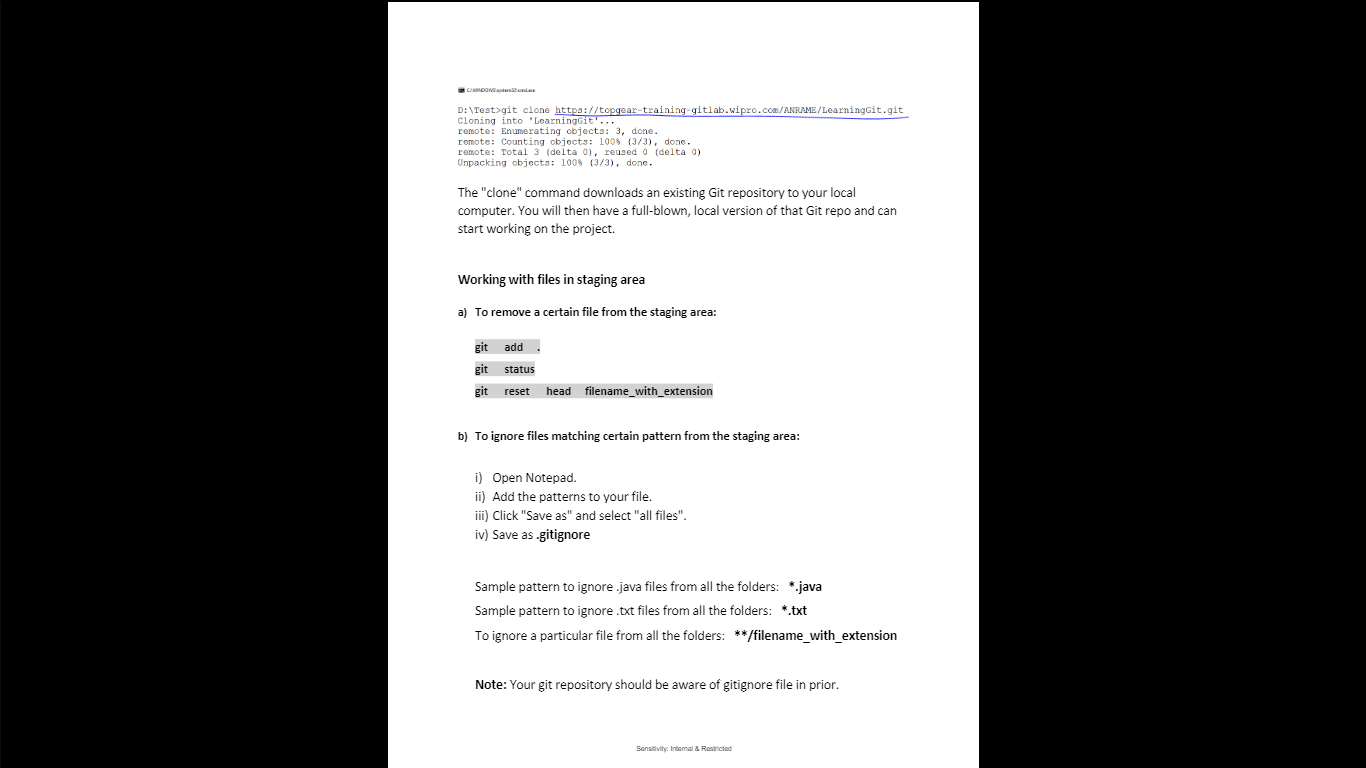 C:\WINDOWS\system32\cmd.exe
D:\Test>git clone https://topgear-training-gitlab.wipro.com/ANRAME/LearningGit.git
Cloning into 'LearningGit'...
remote: Enumerating objects: 3, done.
remote: Counting objects: 100% (3/3), done.
remote: Total 3 (delta 0), reused 0 (delta 0)
Unpacking objects: 100% (3/3), done.
The "clone" command downloads an existing Git repository to your local
computer. You will then have a full-blown, local version of that Git repo and can
start working on the project.
Working with files in staging area
a) To remove a certain file from the staging area:
git add .
git status
git reset head filename_with_extension
b) To ignore files matching certain pattern from the staging area:
i) Open Notepad.
ii) Add the patterns to your file.
iii) Click "Save as" and select "all files".
iv) Save as .gitignore
Sample pattern to ignore .java files from all the folders: *.java
Sample pattern to ignore .txt files from all the folders: *.txt
To ignore a particular file from all the folders: **/filename_with_extension
Note: Your git repository should be aware of gitignore file in prior.
Sensitivity: Internal & Restricted